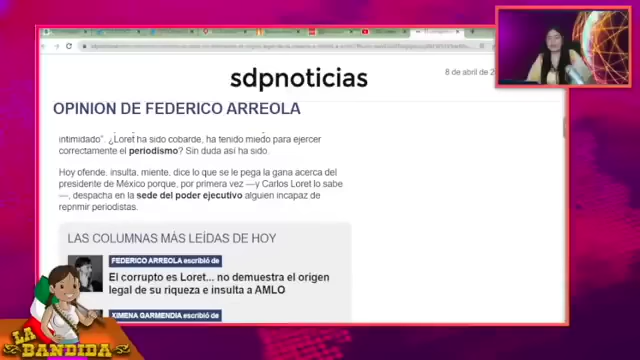 sdpnoticias
8 de abril de 2
OPINION DE FEDERICO ARREOLA
intimidado". ¿Loret ha sido cobarde, ha tenido miedo para ejercer
correctamente el periodismo? Sin duda así ha sido.
Hoy ofende, insulta, miente, dice lo que se le pega la gana acerca del
presidente de México porque, por primera vez —y Carlos Loret lo sabe
—, despacha en la sede del poder ejecutivo alguien incapaz de
reprimir periodistas.
LAS COLUMNAS MÁS LEÍDAS DE HOY
FEDERICO ARREOLA escribió de
El corrupto es Loret... no demuestra el origen
legal de su riqueza e insulta a AMLO
XIMENA GARMENDIA escribió de
LA
BANDIDA